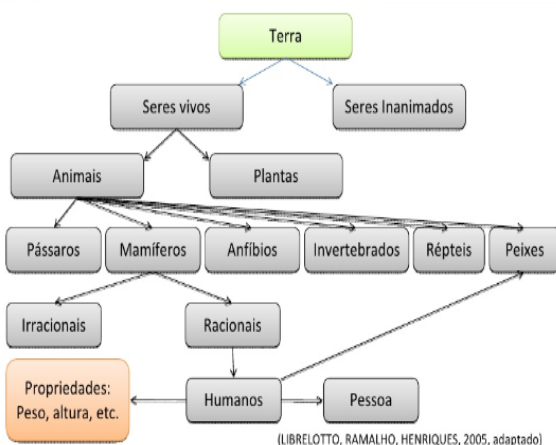 Terra
Seres vivos
Seres Inanimados
Animais
Plantas
Pássaros
Mamíferos
Anfíbios
Invertebrados
Répteis
Peixes
Irracionais
Racionais
Propriedades:
Peso, altura, etc.
Humanos
Pessoa
(LIBRELOTTO, RAMALHO, HENRIQUES, 2005, adaptado)